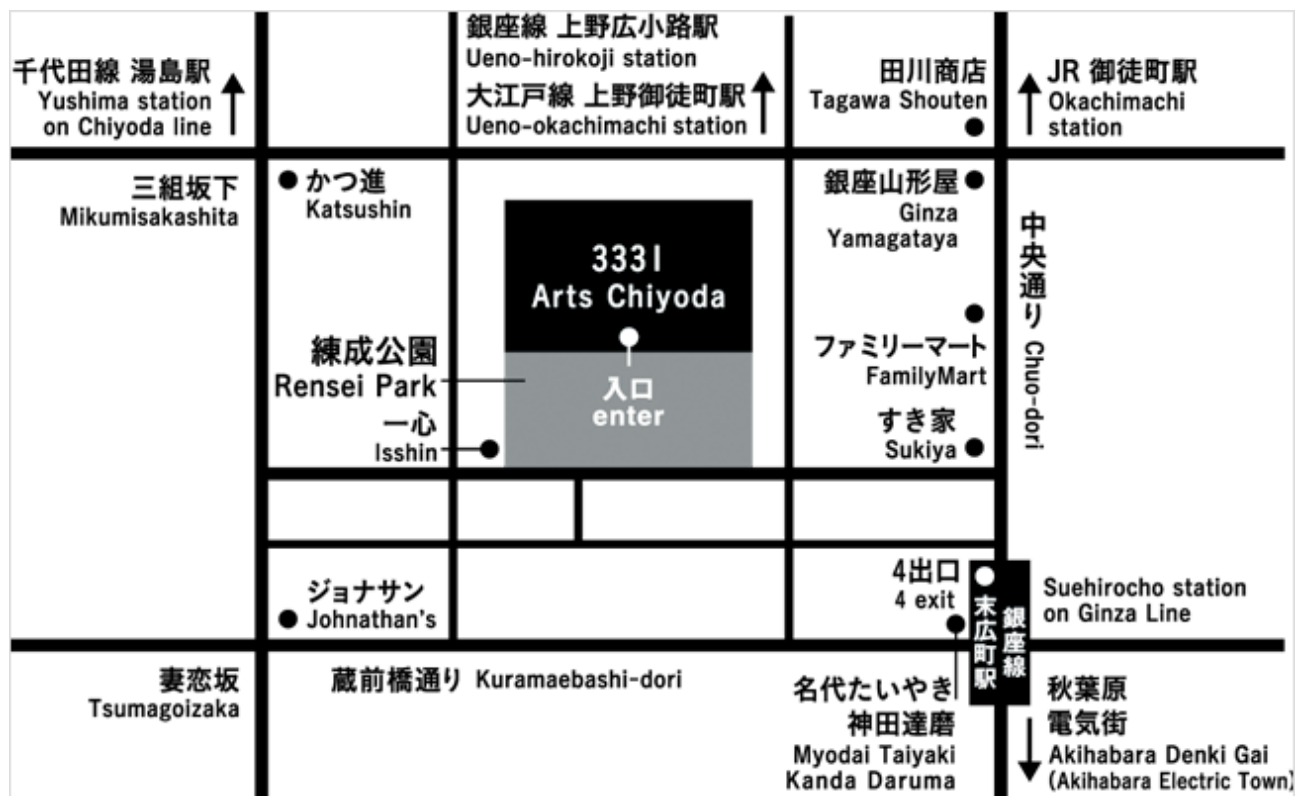 銀座線 上野広小路駅
Ueno-hirokoji station
大江戸線 上野御徒町駅
Ueno-okachimachi station
千代田線 湯島駅
Yushima station
on Chiyoda line
田川商店
Tagawa Shouten
JR 御徒町駅
Okachimachi
station
三組坂下
Mikumisakashita
かつ進
Katsushin
3331
Arts Chiyoda
銀座山形屋
Ginza
Yamagataya
中央通り Chuo-dori
練成公園
Rensei Park
入口
enter
ファミリーマート
FamilyMart
一心
Isshin
すき家
Sukiya
ジョナサン
Johnathan's
4出口
4 exit
末広町駅
銀座線
Suehirocho station
on Ginza Line
妻恋坂
Tsumagoizaka
蔵前橋通り Kuramaebashi-dori
名代たいやき
神田達磨
Myodai Taiyaki
Kanda Daruma
秋葉原
電気街
Akihabara Denki Gai
(Akihabara Electric Town)